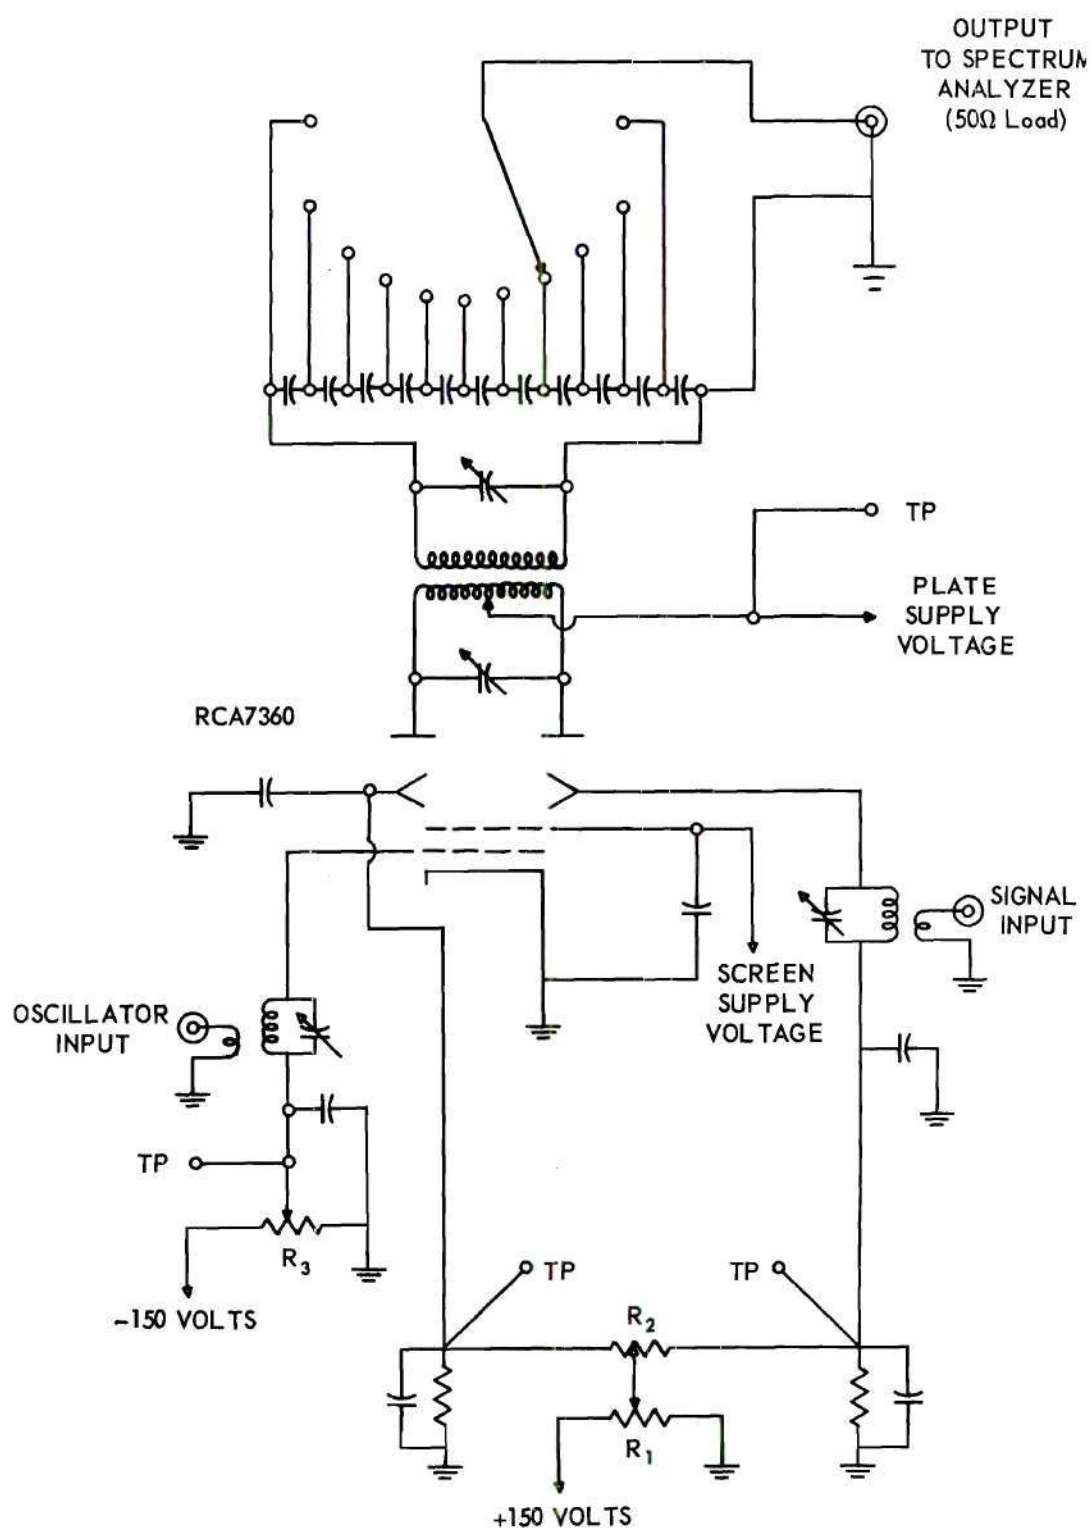 OUTPUT
TO SPECTRUM
ANALYZER
(50Ω Load)
TP
PLATE
SUPPLY
VOLTAGE
RCA7360
SIGNAL
INPUT
SCREEN
SUPPLY
VOLTAGE
OSCILLATOR
INPUT
TP
R3
-150 VOLTS
TP
TP
R2
R1
+150 VOLTS